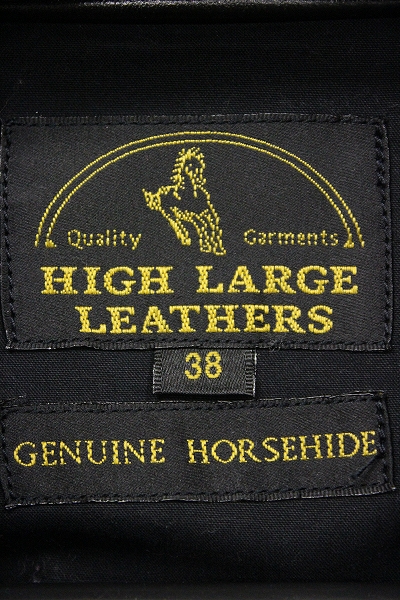 Quality Garments
HIGH LARGE
LEATHERS
38
GENUINE HORSEHIDE